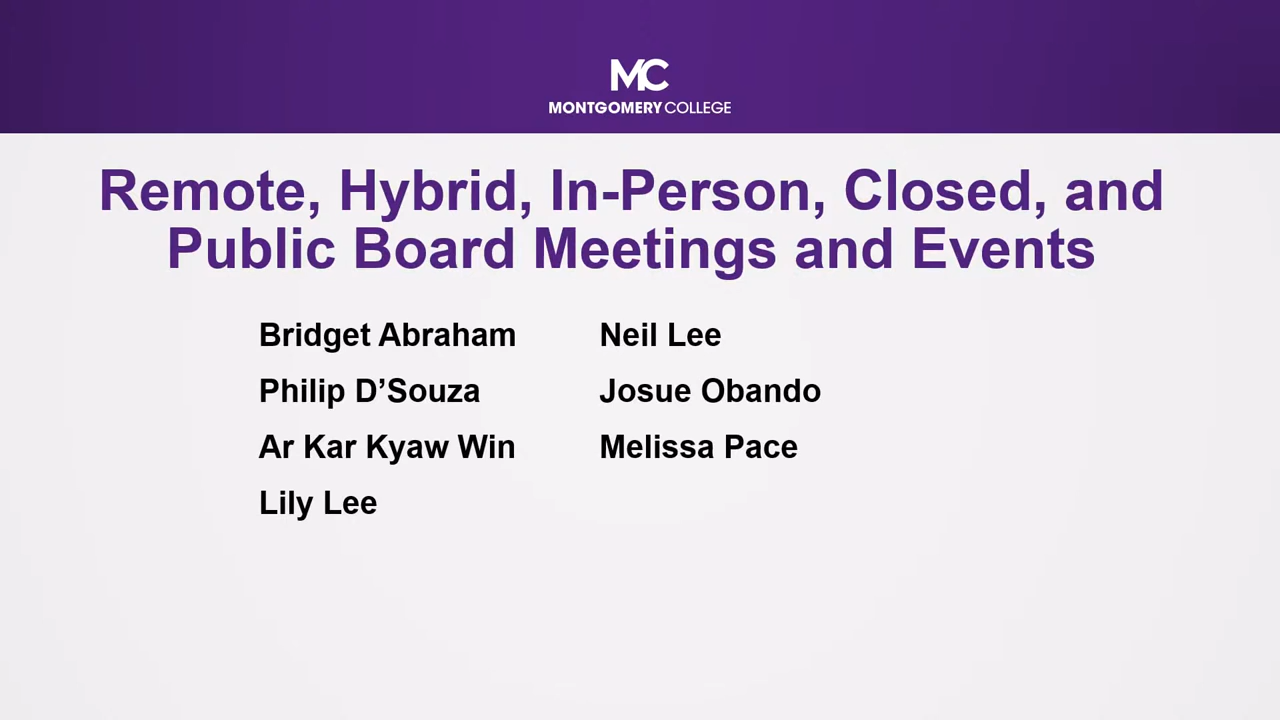 MC
MONTGOMERY COLLEGE
Remote, Hybrid, In-Person, Closed, and
Public Board Meetings and Events
Bridget Abraham
Philip D’Souza
Ar Kar Kyaw Win
Lily Lee
Neil Lee
Josue Obando
Melissa Pace